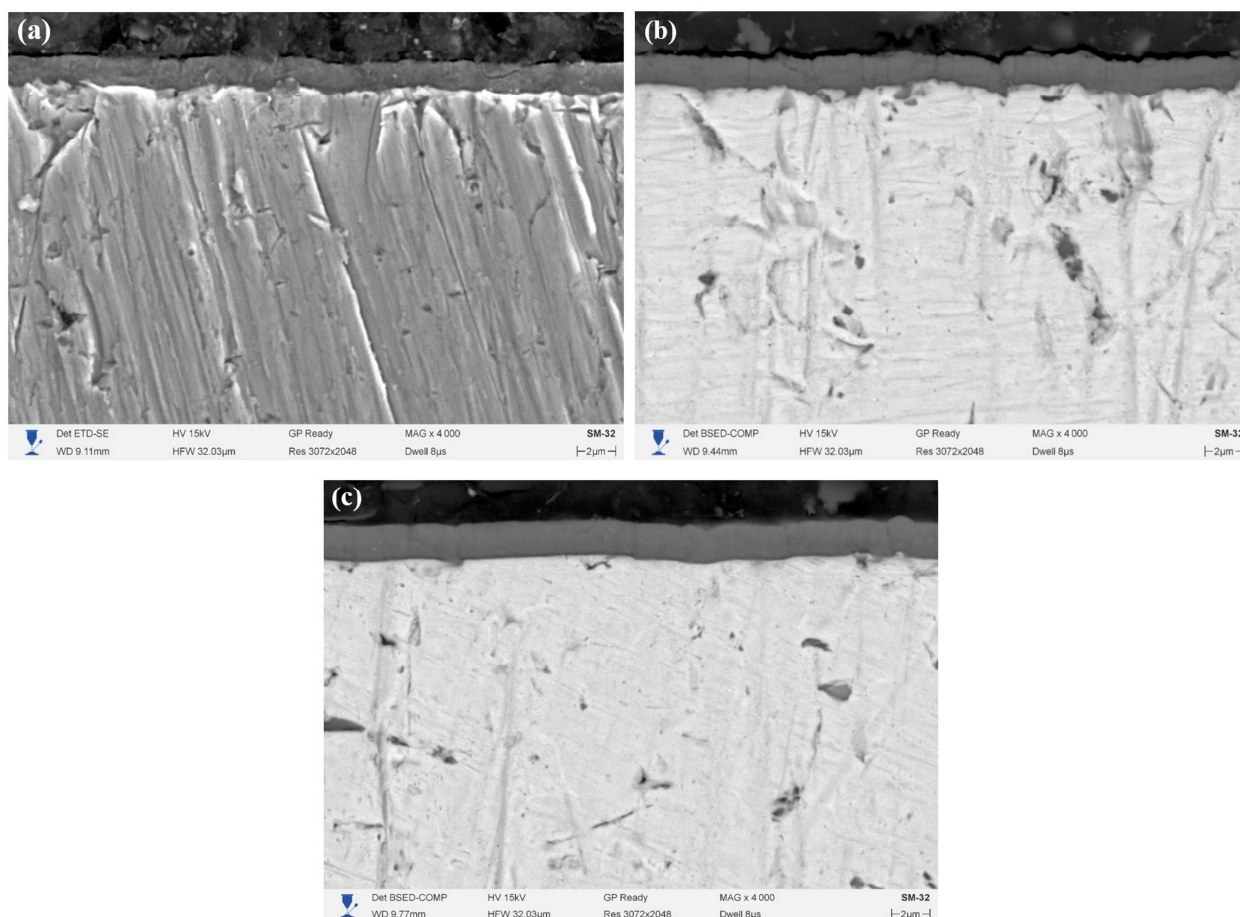 (a)
Det ETD-SE HV 15kV GP Ready MAG x 4 000 SM-32
WD 9.11mm HFW 32.03µm Res 3072x2048 Dwell 8µs 2µm
(b)
Det BSED-COMP HV 15kV GP Ready MAG x 4 000 SM-32
WD 9.44mm HFW 32.03µm Res 3072x2048 Dwell 8µs 2µm
(c)
Det BSED-COMP HV 15kV GP Ready MAG x 4 000 SM-32
WD 9.77mm HFW 32.03µm Res 3072x2048 Dwell 8µs 2µm